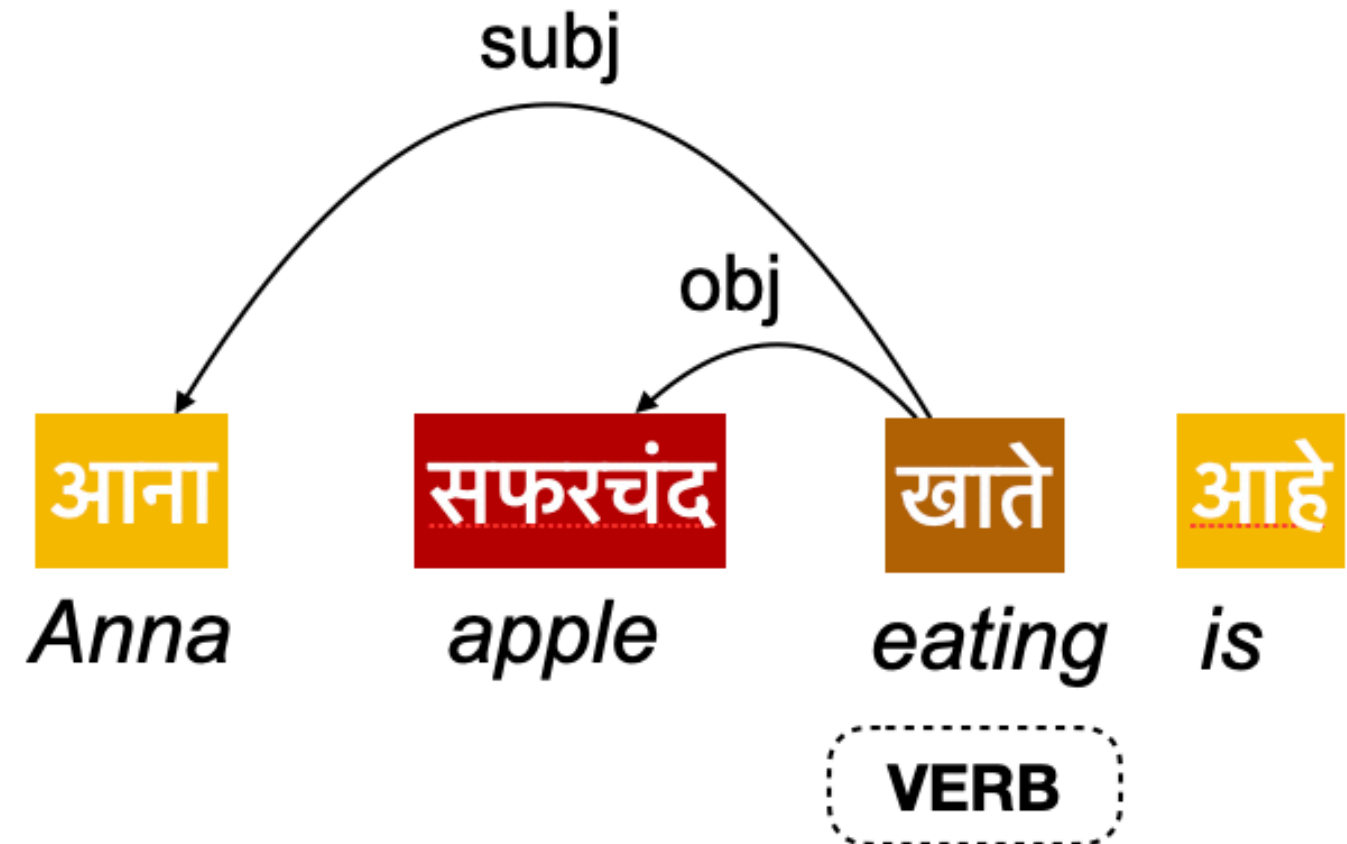 subj
obj
आना सफरचंद खाते आहे
Anna apple eating is
VERB